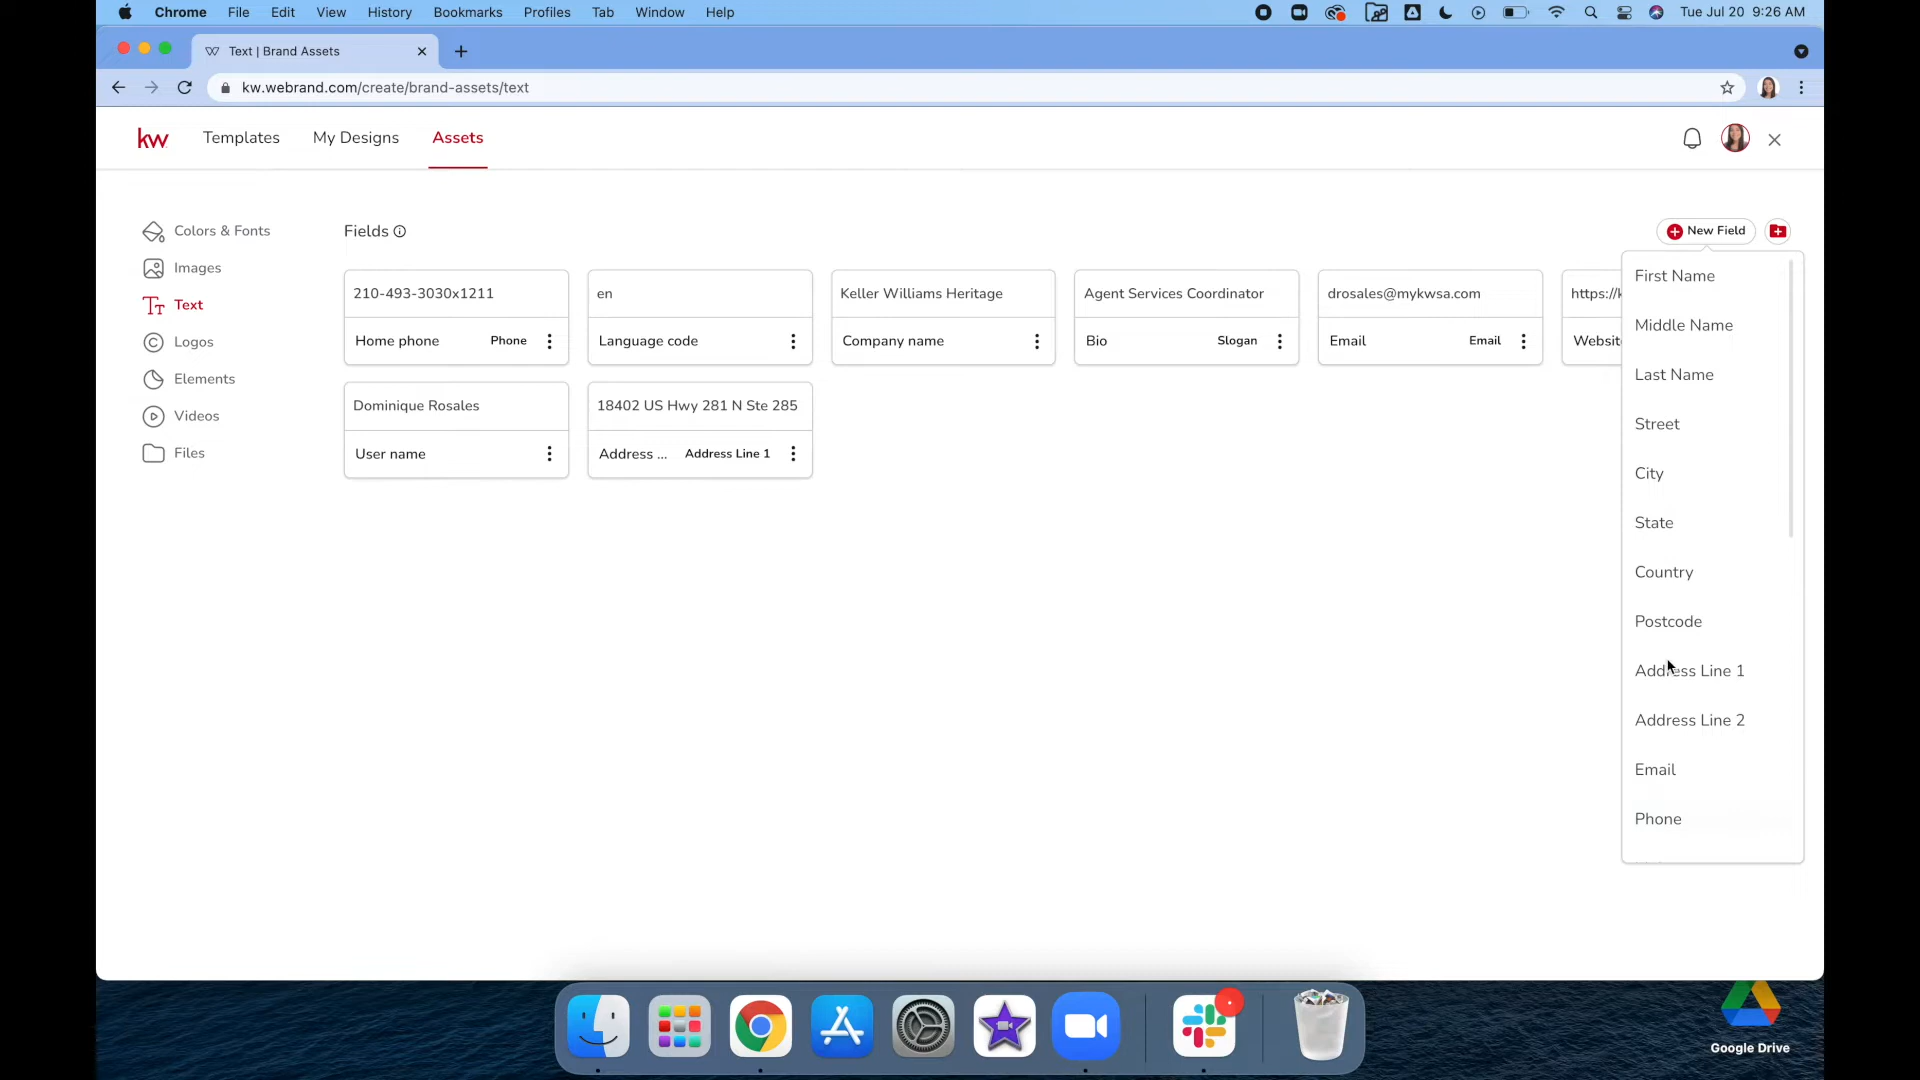 Chrome File Edit View History Bookmarks Profiles Tab Window Help Tue Jul 20 9:26 AM
Text | Brand Assets
kw.webrand.com/create/brand-assets/text
kw Templates My Designs Assets
Colors & Fonts
Images
Text
Logos
Elements
Videos
Files
Fields
New Field
210-493-3030x1211
Home phone Phone
en
Language code
Keller Williams Heritage
Company name
Agent Services Coordinator
Bio Slogan
drosales@mykwsa.com
Email Email
https://
Websit
Dominique Rosales
User name
18402 US Hwy 281 N Ste 285
Address ... Address Line 1
First Name
Middle Name
Last Name
Street
City
State
Country
Postcode
Address Line 1
Address Line 2
Email
Phone
Google Drive